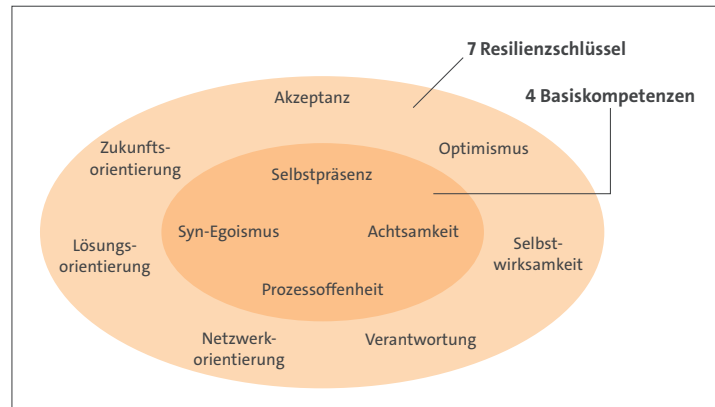 7 Resilienzschlüssel
4 Basiskompetenzen
Akzeptanz
Optimismus
Selbst-
wirksamkeit
Verantwortung
Netzwerk-
orientierung
Lösungs-
orientierung
Zukunfts-
orientierung
Selbstpräsenz
Achtsamkeit
Prozessoffenheit
Syn-Egoismus